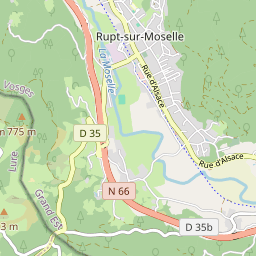 Rupt-sur-Moselle
La Moselle
Rue d'Alsace
Vosges
775 m
D 35
Lure
Rue d'Alsace
N 66
Grand Est
D 35b
3 m